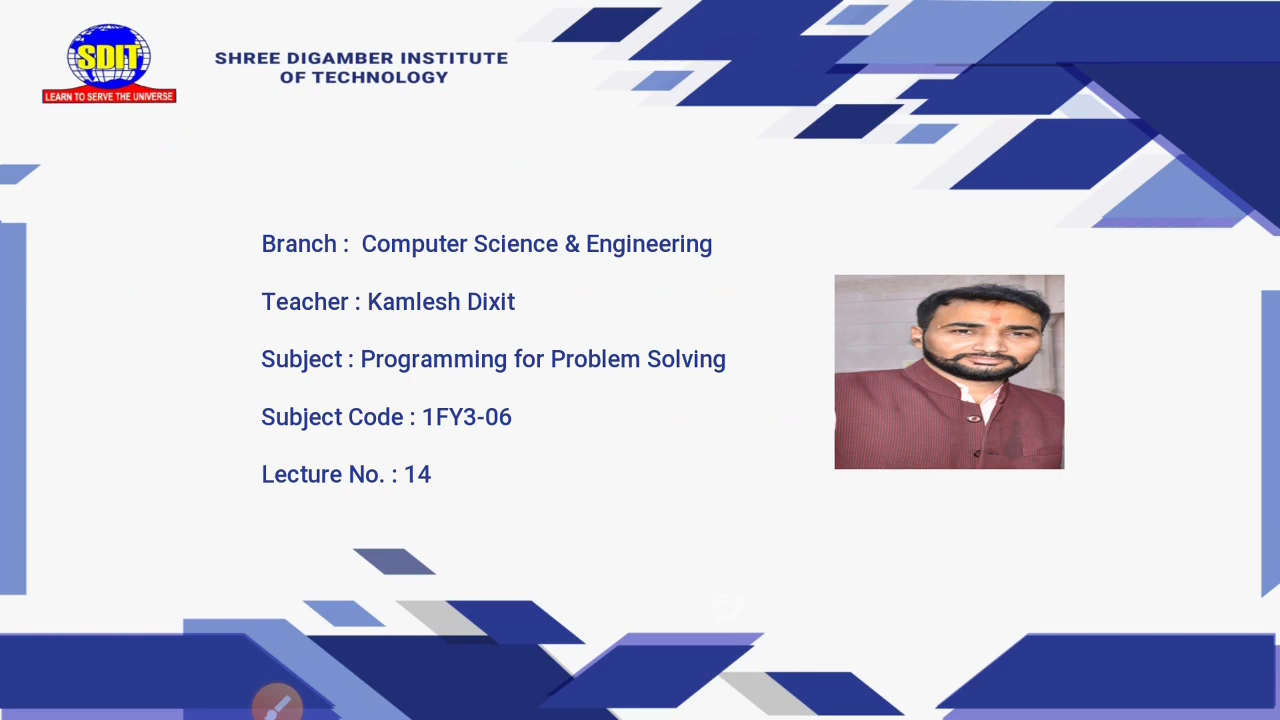 SDIT
LEARN TO SERVE THE UNIVERSE
SHREE DIGAMBER INSTITUTE
OF TECHNOLOGY
Branch :  Computer Science & Engineering
Teacher : Kamlesh Dixit
Subject : Programming for Problem Solving
Subject Code : 1FY3-06
Lecture No. : 14